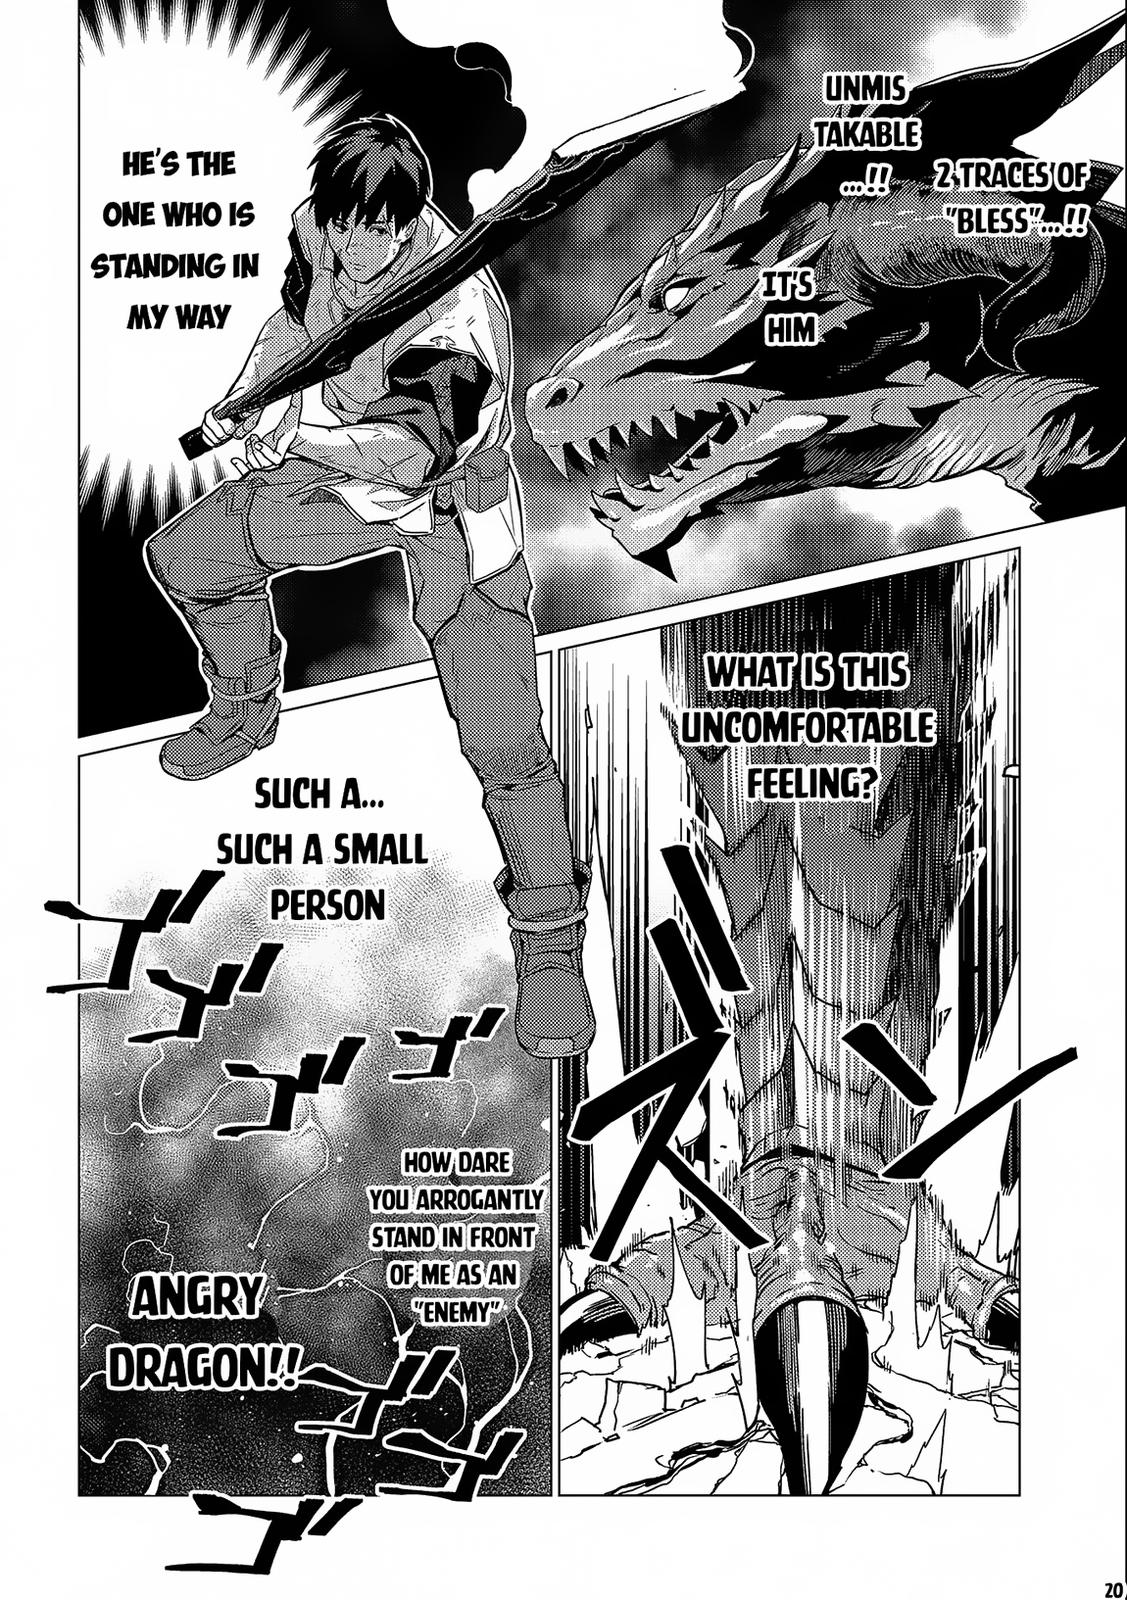 UNMIS
TAKABLE
...!!
2 TRACES OF
"BLESS"...!!
IT'S
HIM
HE'S THE
ONE WHO IS
STANDING IN
MY WAY
WHAT IS THIS
UNCOMFORTABLE
FEELING?
ズズン
SUCH A...
SUCH A SMALL
PERSON
ゴゴゴゴ
HOW DARE
YOU ARROGANTLY
STAND IN FRONT
OF ME AS AN
"ENEMY"
ANGRY
DRAGON!!
ゴゴゴ
20